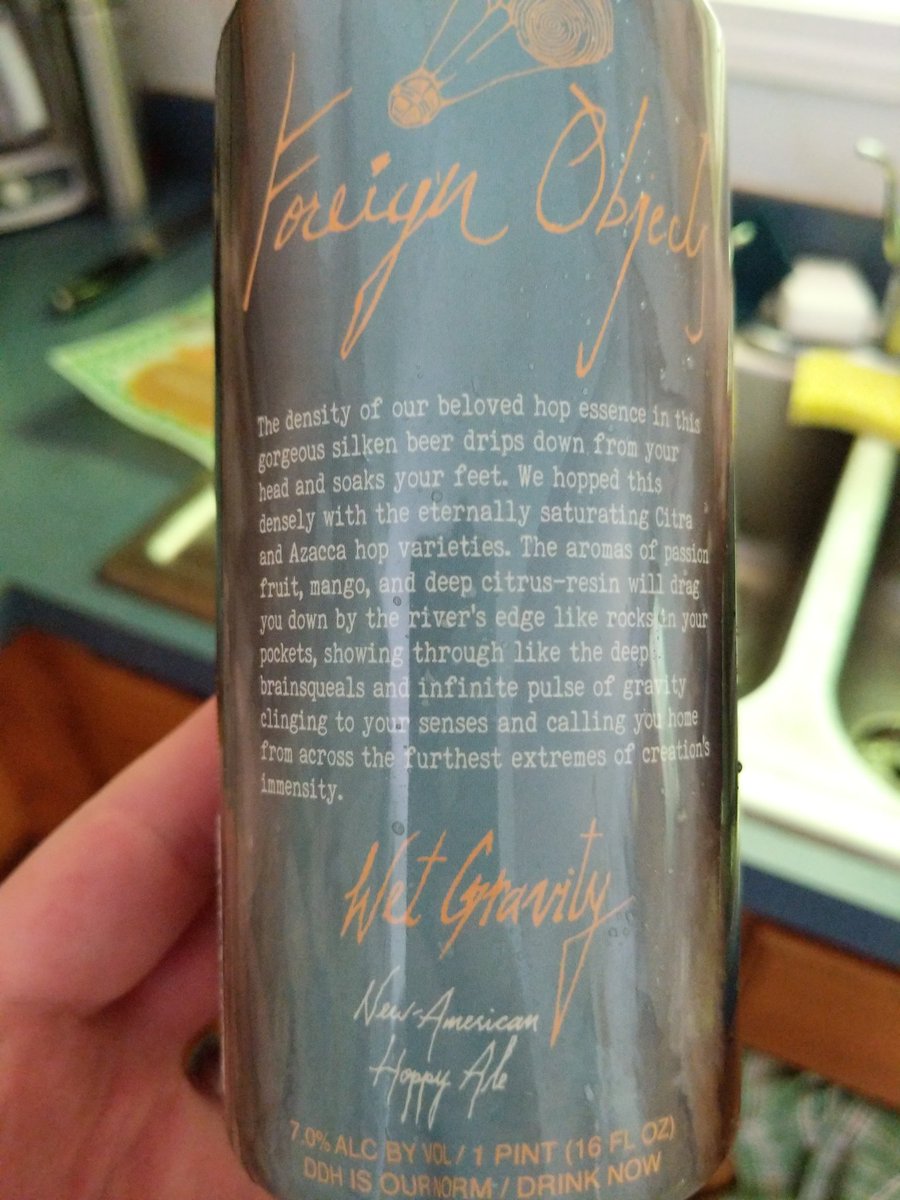 Foreign Objects
The density of our beloved hop essence in this
gorgeous silken beer drips down from your
head and soaks your feet. We hopped this
densely with the eternally saturating Citra
and Azacca hop varieties. The aromas of passion
fruit, mango, and deep citrus-resin will drag
you down by the river's edge like rocks in your
pockets, showing through like the deep
brainsqueals and infinite pulse of gravity
clinging to your senses and calling you home
from across the furthest extremes of creation's
immensity.
Wet Gravity
New-American
Hoppy Ale
7.0% ALC BY VOL / 1 PINT (16 FL OZ)
DDH IS OUR NORM / DRINK NOW